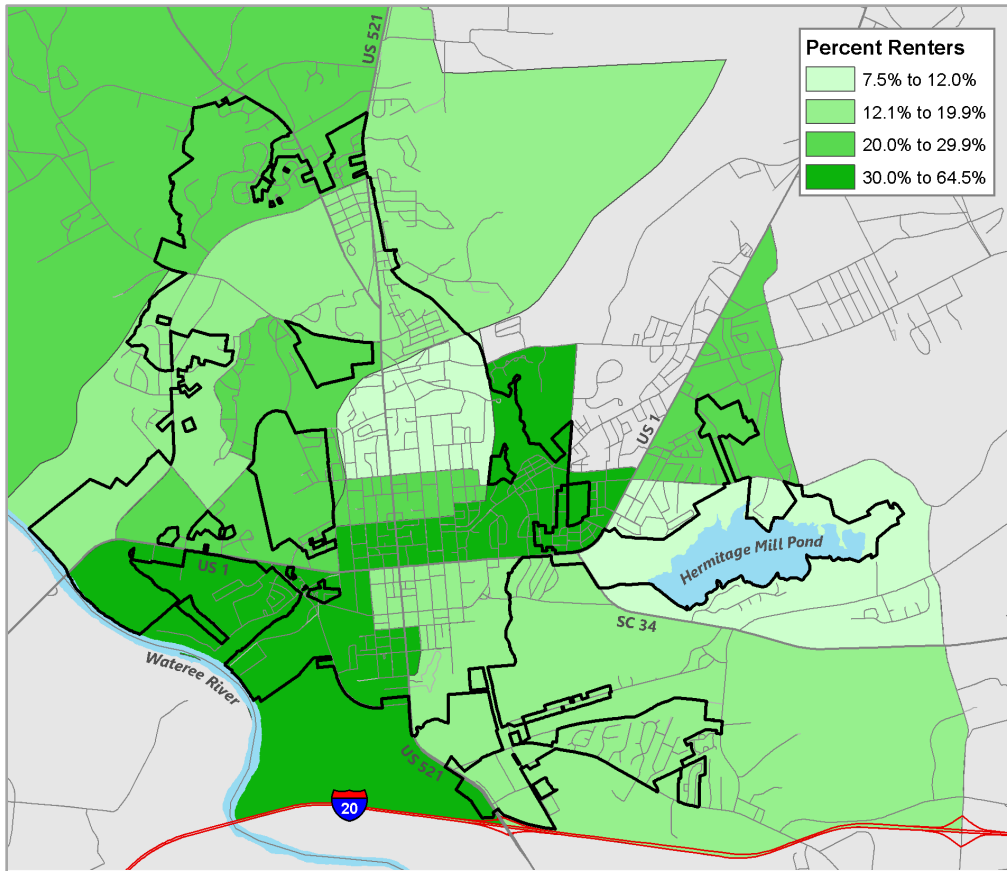 US 521
Percent Renters
7.5% to 12.0%
12.1% to 19.9%
20.0% to 29.9%
30.0% to 64.5%
US 1
Hermitage Mill Pond
US 1
SC 34
Wateree River
US 521
20